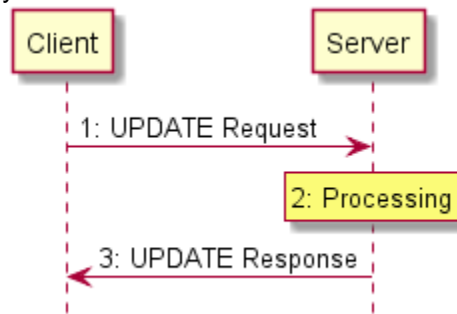 Client
Server
1: UPDATE Request
2: Processing
3: UPDATE Response